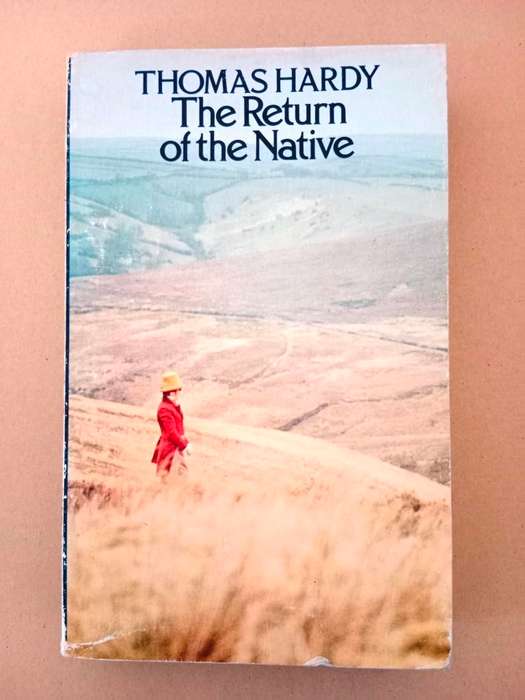 THOMAS HARDY
The Return
of the Native